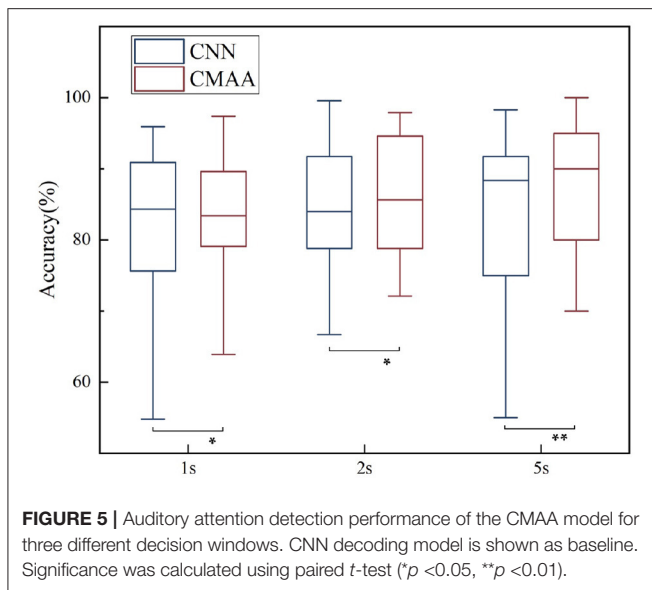 CNN
CMAA
100
80
60
Accuracy(%)
*
*
**
1s
2s
5s
FIGURE 5 | Auditory attention detection performance of the CMAA model for
three different decision windows. CNN decoding model is shown as baseline.
Significance was calculated using paired t-test (*p <0.05, **p <0.01).